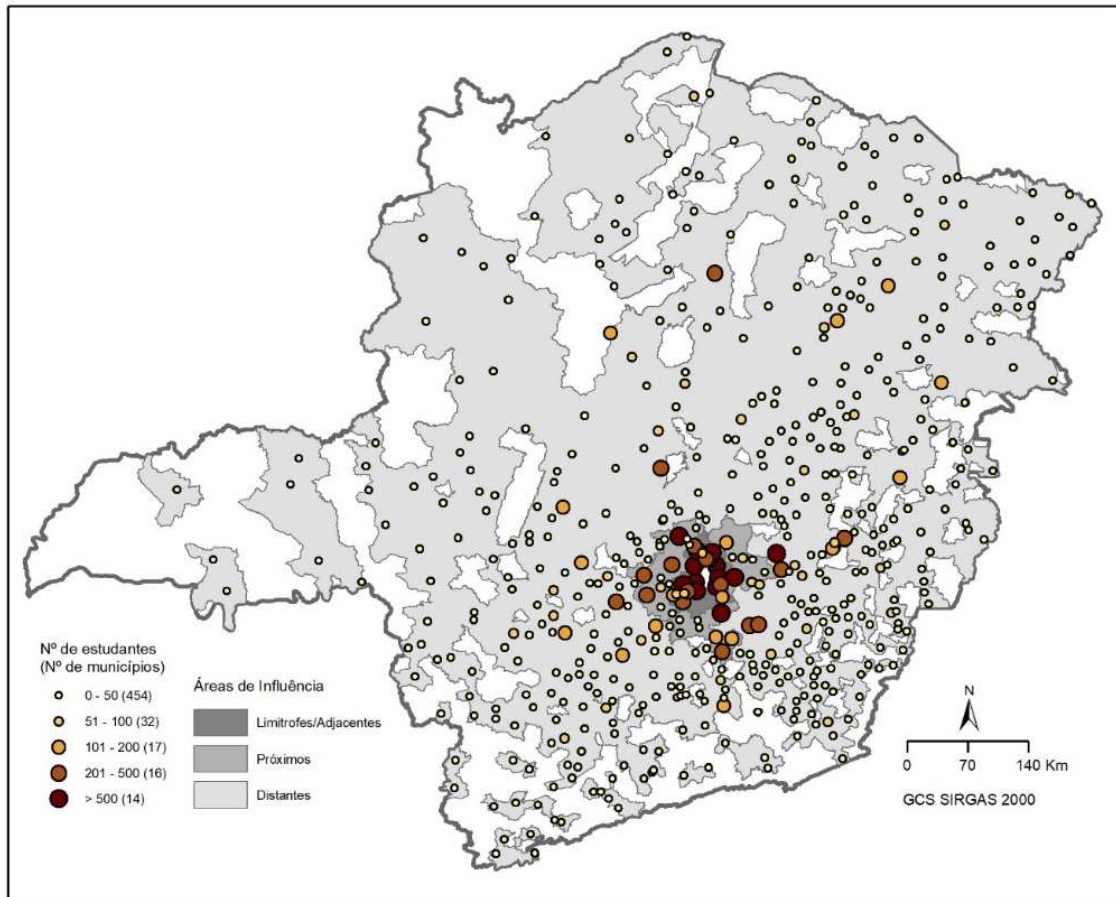 Nº de estudantes
(Nº de municípios)
0 - 50 (454)
51 - 100 (32)
101 - 200 (17)
201 - 500 (16)
> 500 (14)
Áreas de Influência
Limitrofes/Adjacentes
Próximos
Distantes
N
0 70 140 Km
GCS SIRGAS 2000